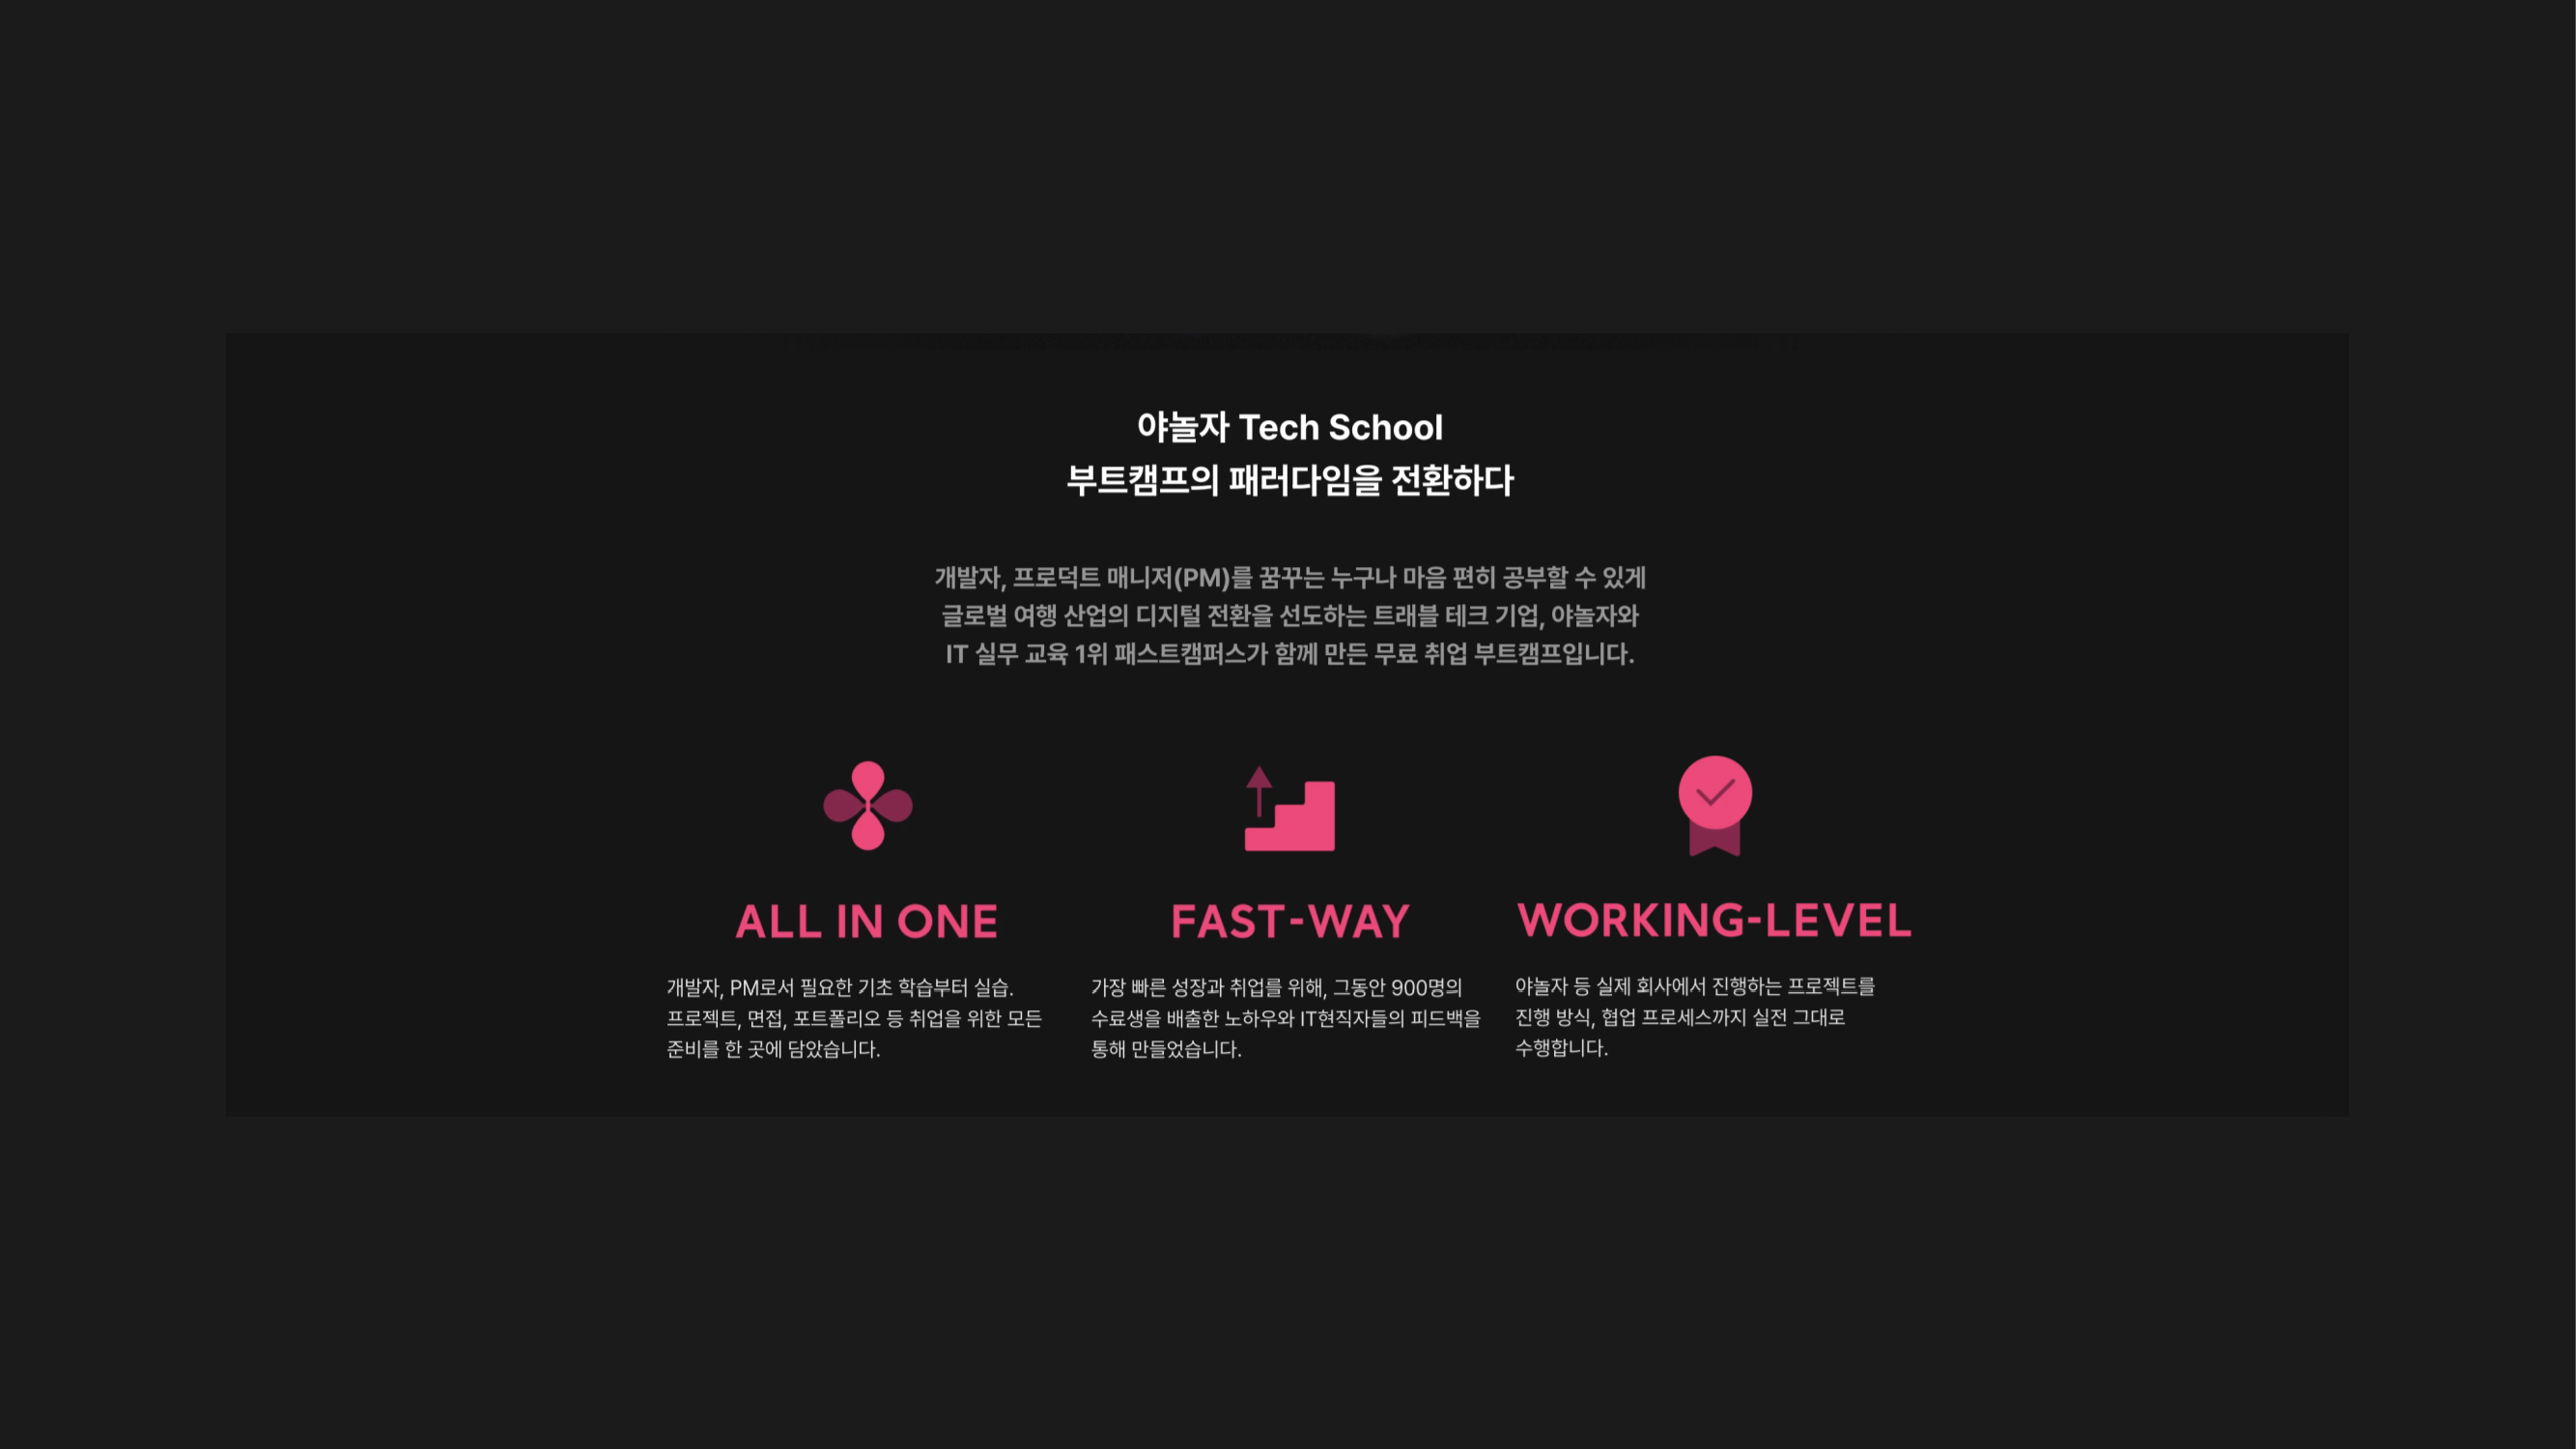 야놀자 Tech School
부트캠프의 패러다임을 전환하다
개발자, 프로덕트 매니저(PM)를 꿈꾸는 누구나 마음 편히 공부할 수 있게
글로벌 여행 산업의 디지털 전환을 선도하는 트래블 테크 기업, 야놀자와
IT 실무 교육 1위 패스트캠퍼스가 함께 만든 무료 취업 부트캠프입니다.
ALL IN ONE
개발자, PM로서 필요한 기초 학습부터 실습.
프로젝트, 면접, 포트폴리오 등 취업을 위한 모든
준비를 한 곳에 담았습니다.
FAST-WAY
가장 빠른 성장과 취업를 위해, 그동안 900명의
수료생을 배출한 노하우와 IT현직자들의 피드백을
통해 만들었습니다.
WORKING-LEVEL
야놀자 등 실제 회사에서 진행하는 프로젝트를
진행 방식, 협업 프로세스까지 실전 그대로
수행합니다.